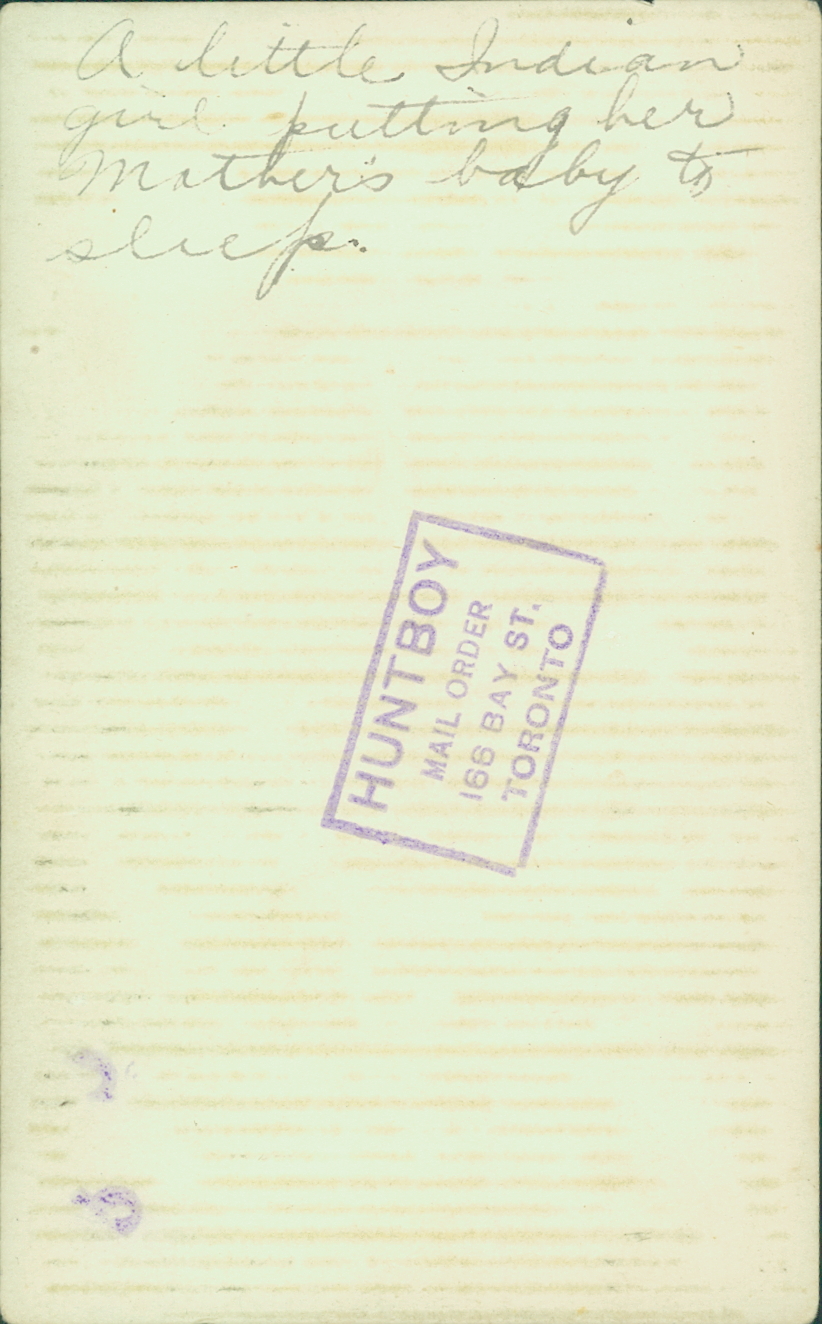 A little Indian
girl putting her
Mother's baby to
sleep.
HUNTBOY
MAIL ORDER
166 BAY ST.
TORONTO